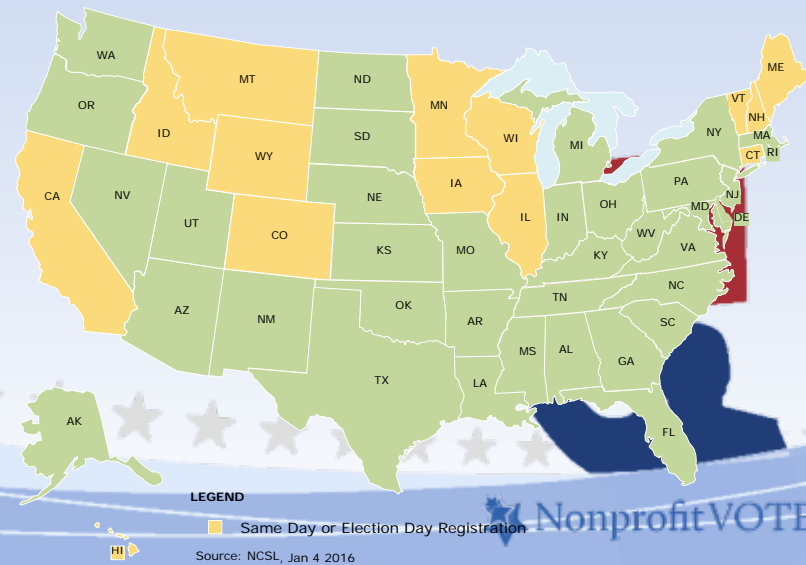 WA
ME
MT
ND
VT
OR
MN
NH
ID
WI
NY
MA
SD
MI
CT
RI
WY
IA
PA
CA
NE
NJ
NV
OH
MD
DE
IL
IN
UT
CO
WV
VA
KS
MO
KY
NC
TN
AZ
OK
NM
AR
SC
MS
AL
GA
TX
LA
AK
FL
LEGEND
Same Day or Election Day Registration
NonprofitVOTE
HI
Source: NCSL, Jan 4 2016